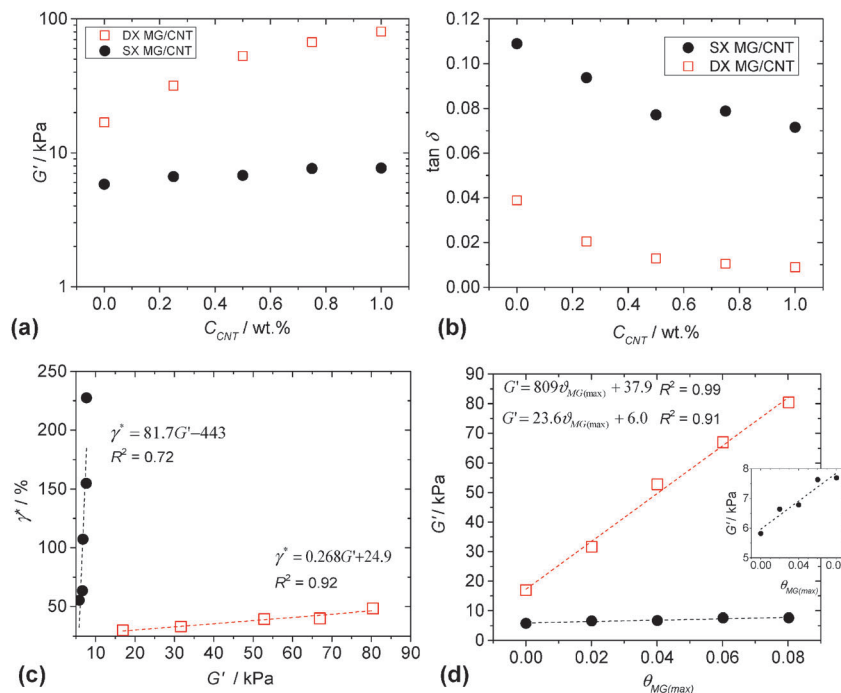 DX MG/CNT
SX MG/CNT
100
10
1
G' / kPa
0.0 0.2 0.4 0.6 0.8 1.0
C_CNT / wt.%
(a)
SX MG/CNT
DX MG/CNT
0.12
0.10
0.08
0.06
0.04
0.02
0.00
tan δ
0.0 0.2 0.4 0.6 0.8 1.0
C_CNT / wt.%
(b)
250
225
200
175
150
125
100
75
50
γ* / %
γ* = 81.7G'−443
R² = 0.72
γ* = 0.268G'+24.9
R² = 0.92
10 20 30 40 50 60 70 80 90
G' / kPa
(c)
90
80
70
60
50
40
30
20
10
0
G' / kPa
G' = 809ϑ_MG(max) + 37.9 R² = 0.99
G' = 23.6ϑ_MG(max) + 6.0 R² = 0.91
8
7
6
5
G' / kPa
0.00 0.04 0.0
θ_MG(max)
0.00 0.02 0.04 0.06 0.08
θ_MG(max)
(d)